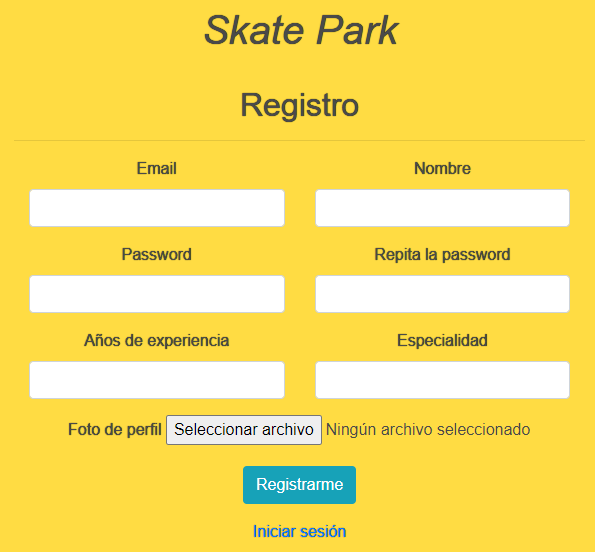 Skate Park
Registro
Email Nombre
Password Repita la password
Años de experiencia Especialidad
Foto de perfil Seleccionar archivo Ningún archivo seleccionado
Registrarme
Iniciar sesión